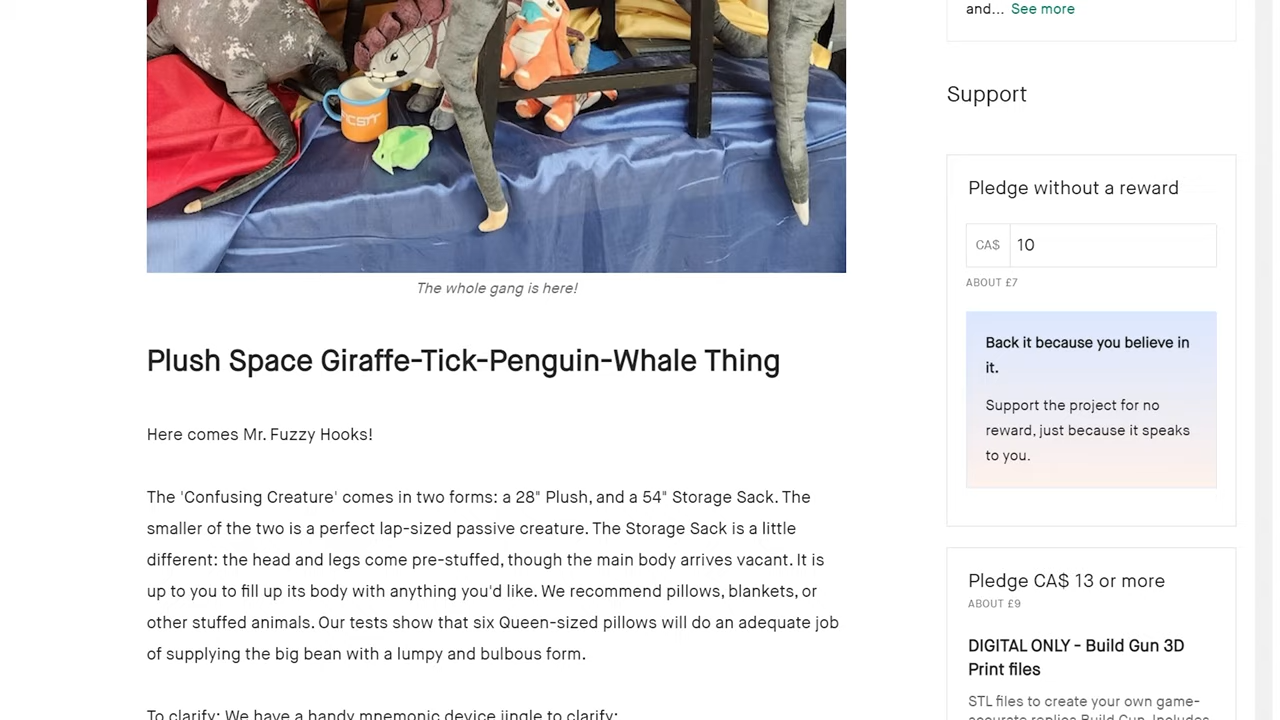 and... See more
Support
Pledge without a reward
CA$ 10
ABOUT £7
Back it because you believe in
it.
Support the project for no
reward, just because it speaks
to you.
Pledge CA$ 13 or more
ABOUT £9
DIGITAL ONLY - Build Gun 3D
Print files
STL files to create your own game-
accurate replica Build Gun. Includes
The whole gang is here!
Plush Space Giraffe-Tick-Penguin-Whale Thing
Here comes Mr. Fuzzy Hooks!
The 'Confusing Creature' comes in two forms: a 28" Plush, and a 54" Storage Sack. The
smaller of the two is a perfect lap-sized passive creature. The Storage Sack is a little
different: the head and legs come pre-stuffed, though the main body arrives vacant. It is
up to you to fill up its body with anything you'd like. We recommend pillows, blankets, or
other stuffed animals. Our tests show that six Queen-sized pillows will do an adequate job
of supplying the big bean with a lumpy and bulbous form.
To clarify: We have a handy mnemonic device jingle to clarify: